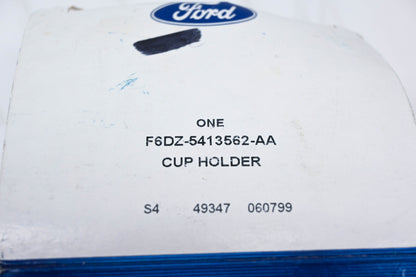 Ford
ONE
F6DZ-5413562-AA
CUP HOLDER
S4 49347 060799